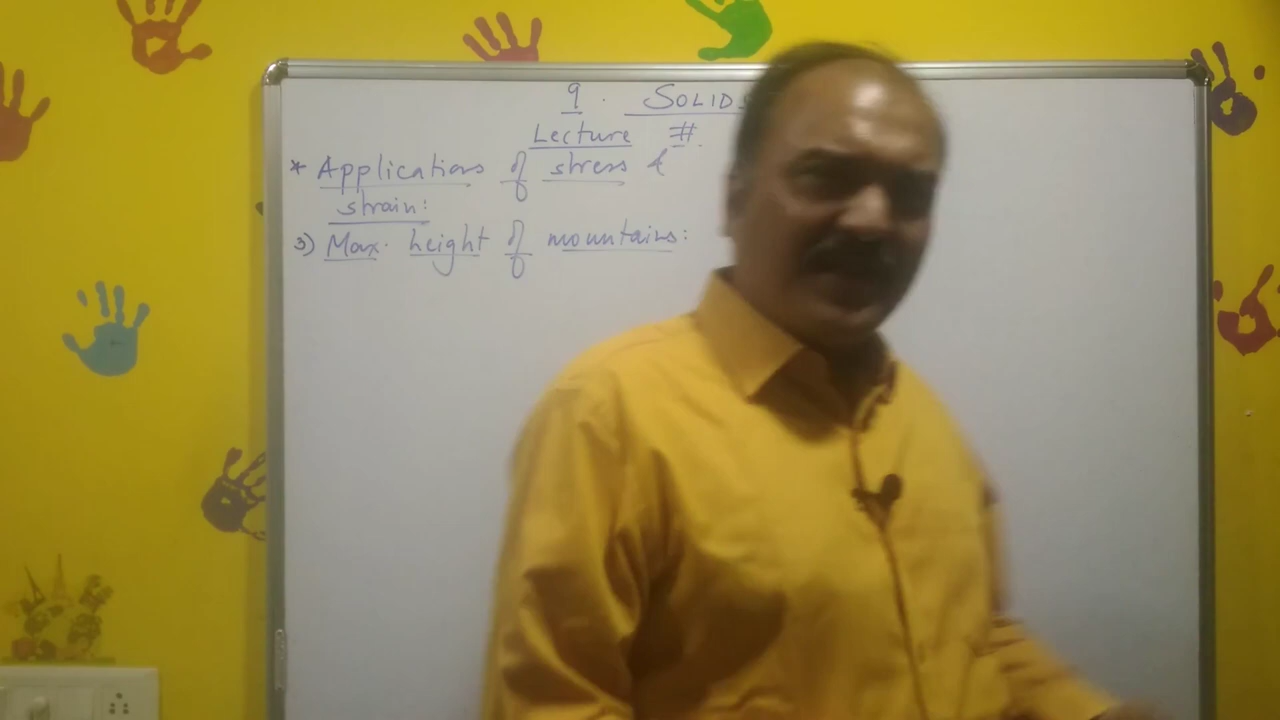 9. SOLIDS
Lecture #
* Applications of stress &
strain:
3) Max. height of mountains: